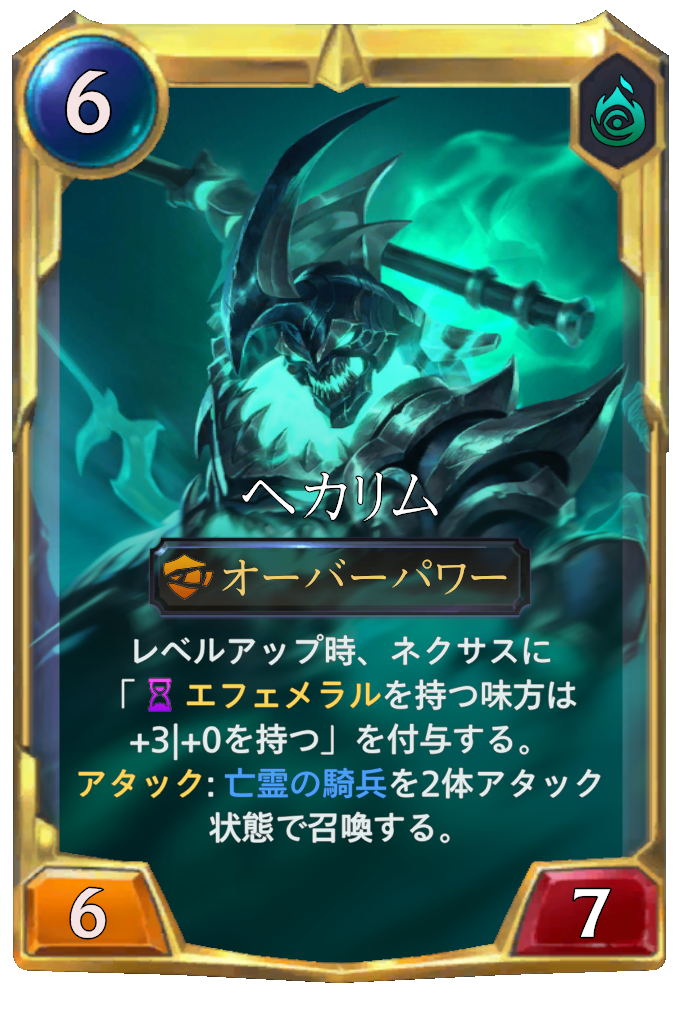 6
ヘカリム
オーバーパワー
レベルアップ時、ネクサスに
「エフェメラルを持つ味方は
+3|+0を持つ」を付与する。
アタック: 亡霊の騎兵を2体アタック
状態で召喚する。
6
7